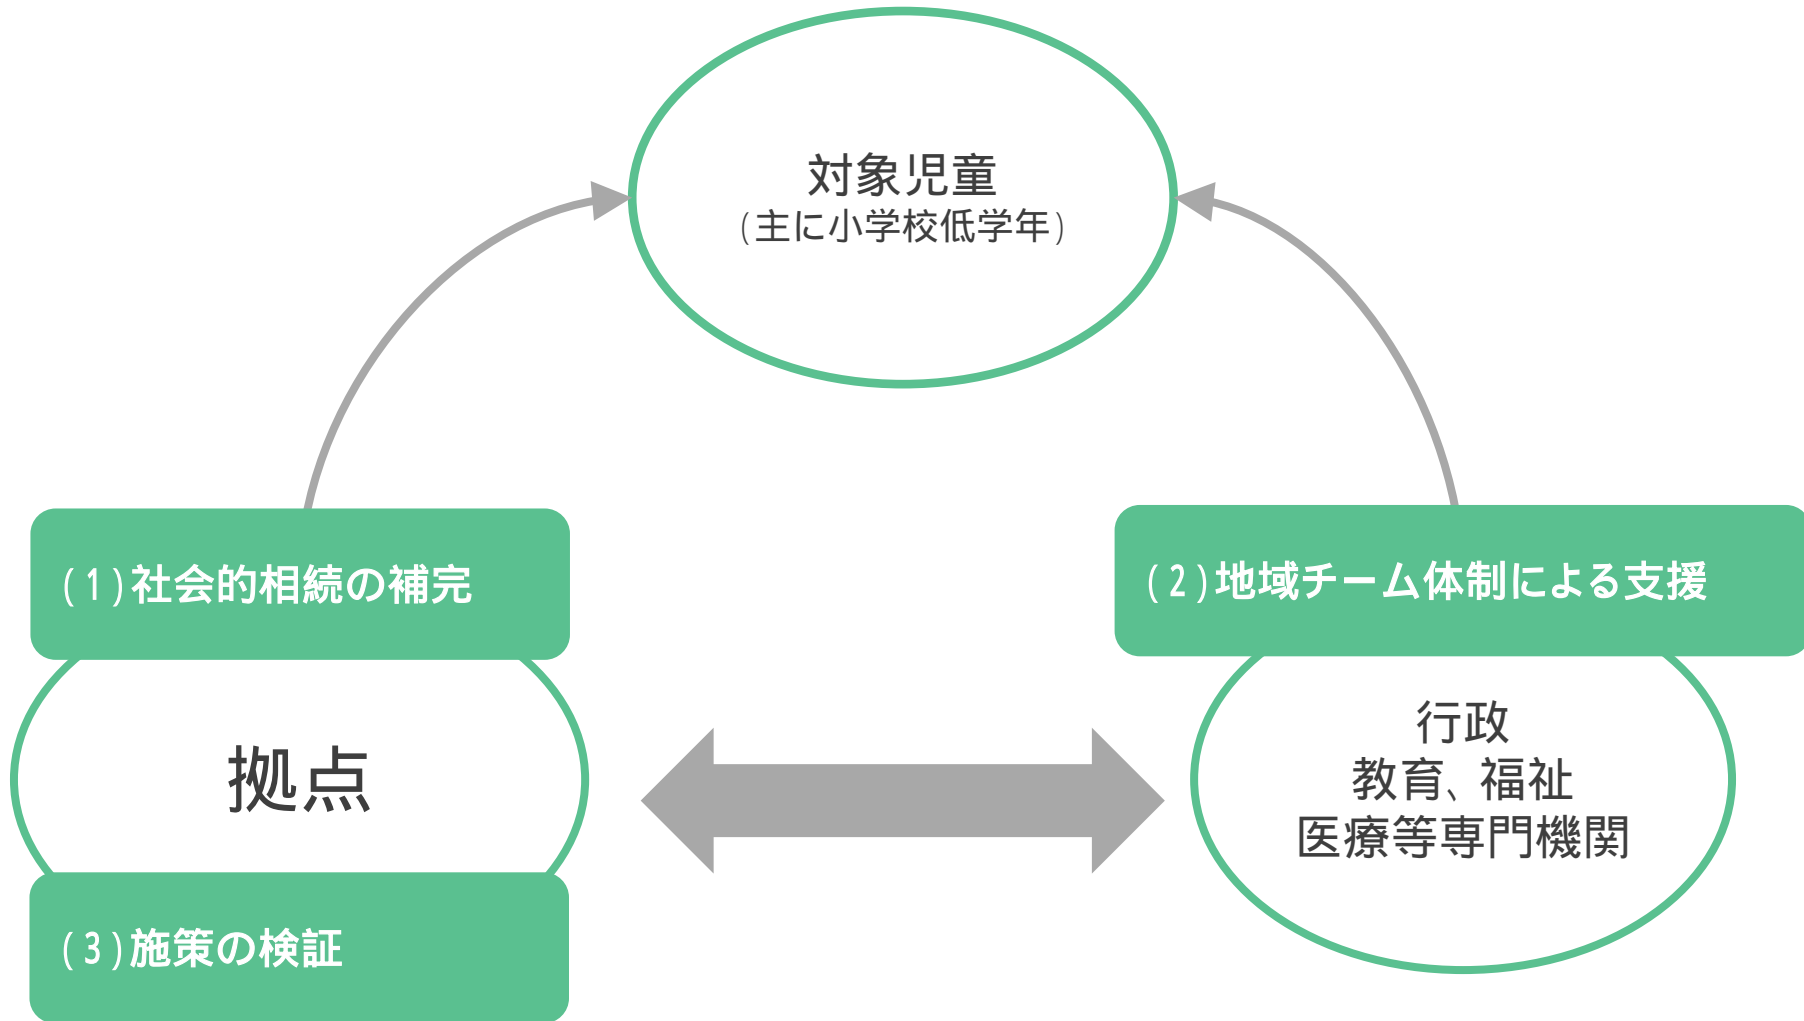 対象児童
(主に小学校低学年)
(1)社会的相続の補完
(2)地域チーム体制による支援
拠点
行政
教育、福祉
医療等専門機関
(3)施策の検証